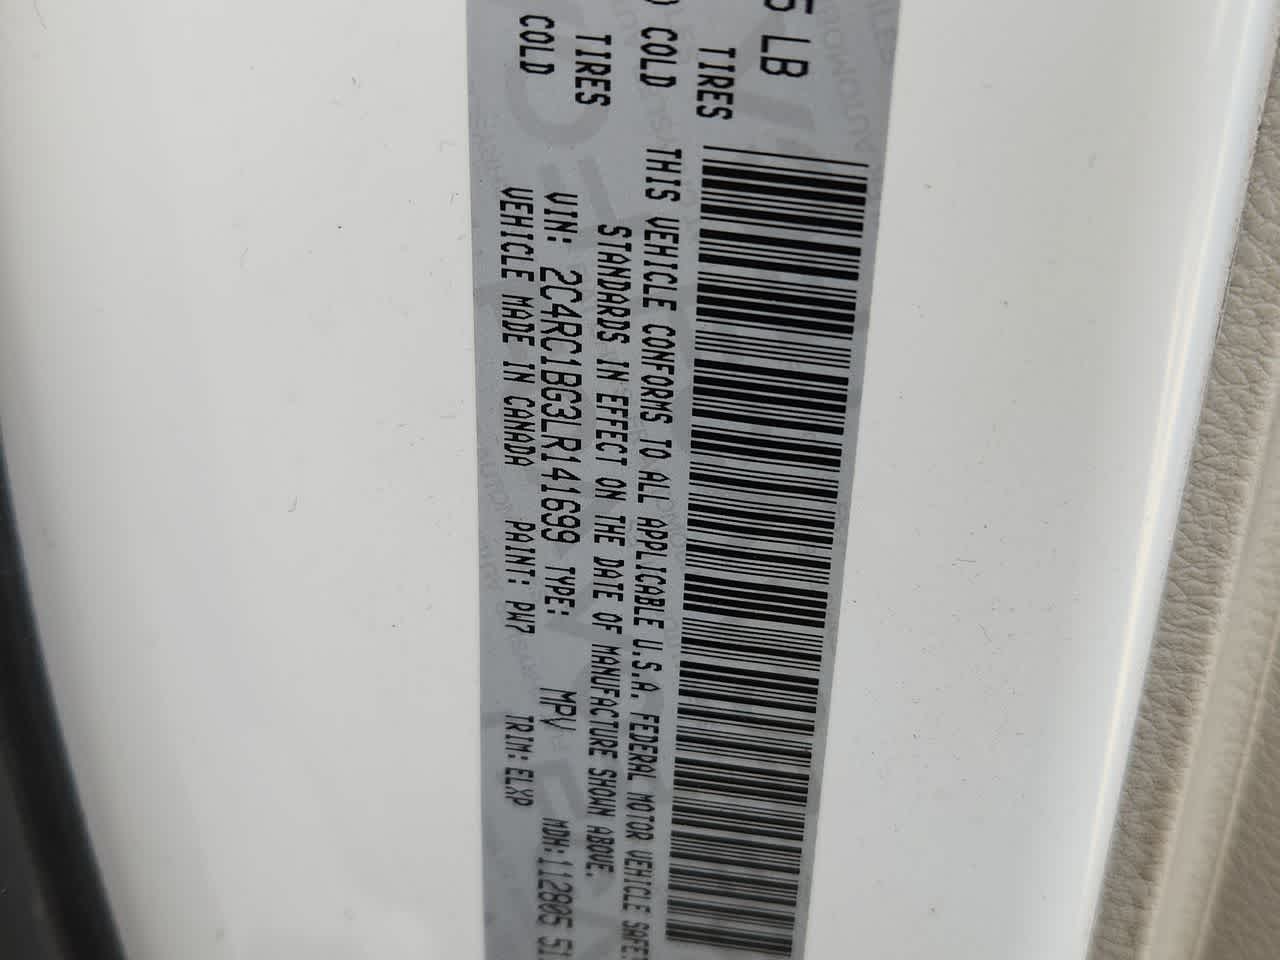 5 LB
TIRES
COLD
TIRES
COLD
THIS VEHICLE CONFORMS TO ALL APPLICABLE U.S.A. FEDERAL MOTOR VEHICLE SAFE
STANDARDS IN EFFECT ON THE DATE OF MANUFACTURE SHOWN ABOVE.
VIN: 2C4RC1BG3LR141699 TYPE: MPV MDH:112805 51
VEHICLE MADE IN CANADA PAINT: PW7 TRIM: ELXP